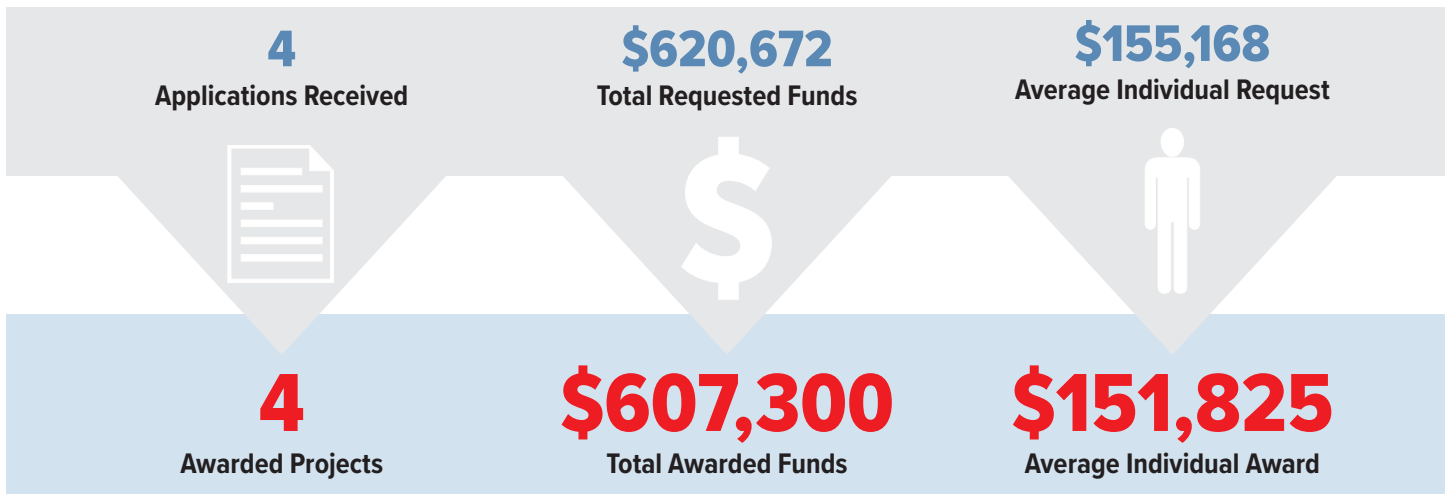 4
Applications Received
$620,672
Total Requested Funds
$155,168
Average Individual Request
$
4
Awarded Projects
$607,300
Total Awarded Funds
$151,825
Average Individual Award